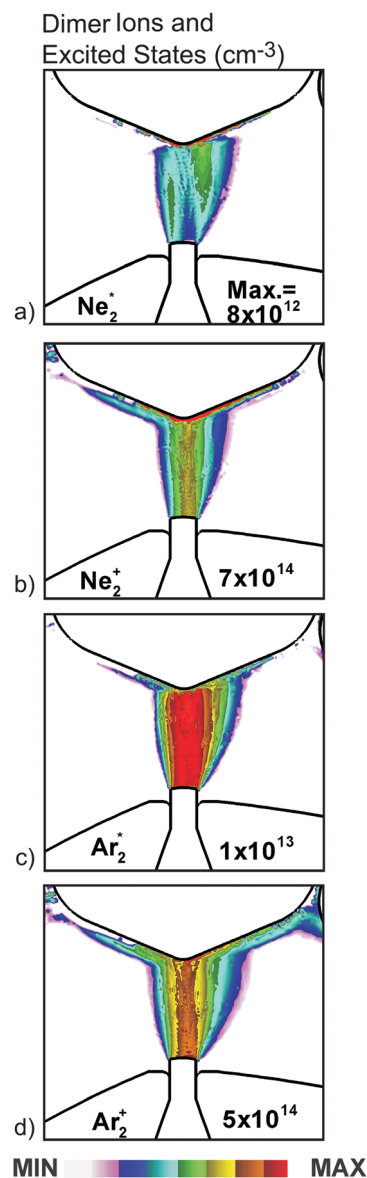 Dimer Ions and
Excited States (cm⁻³)
a) Ne₂* Max.=
8x10¹²
b) Ne₂⁺ 7x10¹⁴
c) Ar₂* 1x10¹³
d) Ar₂⁺ 5x10¹⁴
MIN MAX